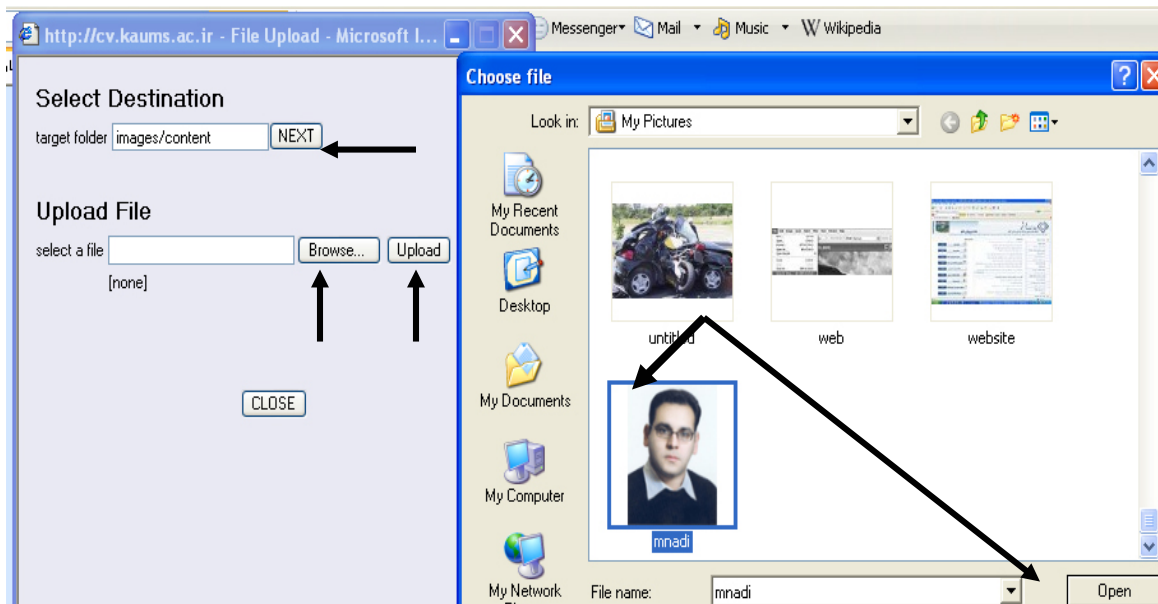 http://cv.kaums.ac.ir - File Upload - Microsoft I...
Messenger Mail Music W Wikipedia
Select Destination
target folder images/content NEXT
Upload File
select a file Browse... Upload
[none]
CLOSE
Choose file
Look in: My Pictures
My Recent
Documents
Desktop
My Documents
My Computer
My Network
untitled web website
mnadi
File name: mnadi Open